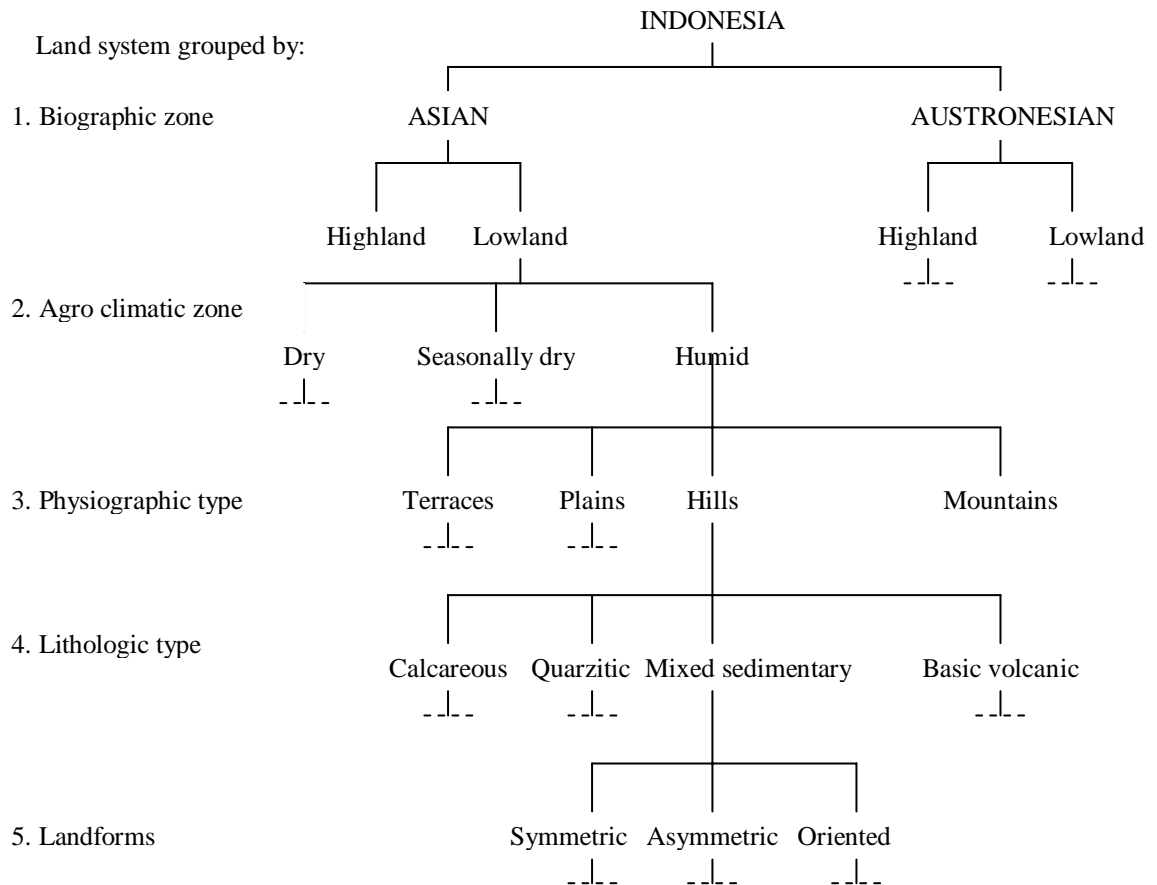 INDONESIA
Land system grouped by:
1. Biographic zone ASIAN AUSTRONESIAN
Highland Lowland Highland Lowland
2. Agro climatic zone
Dry Seasonally dry Humid
3. Physiographic type Terraces Plains Hills Mountains
4. Lithologic type
Calcareous Quarzitic Mixed sedimentary Basic volcanic
5. Landforms Symmetric Asymmetric Oriented